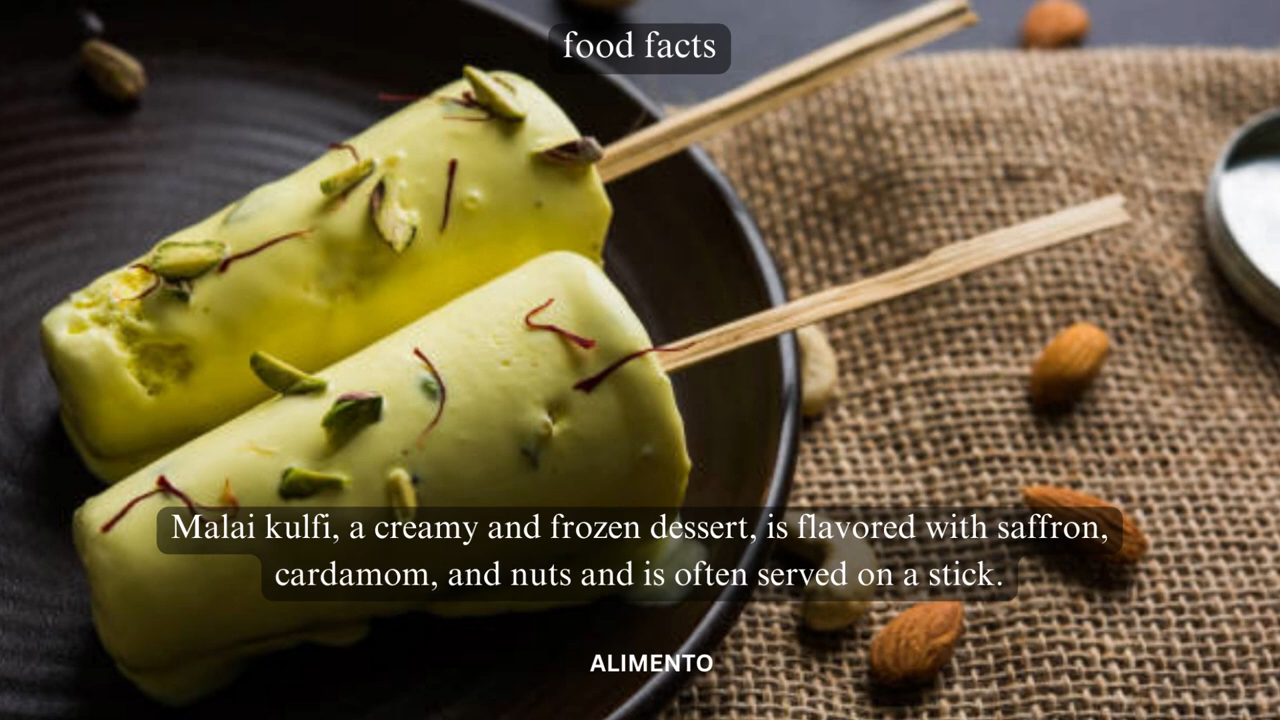 food facts
Malai kulfi, a creamy and frozen dessert, is flavored with saffron,
cardamom, and nuts and is often served on a stick.
ALIMENTO